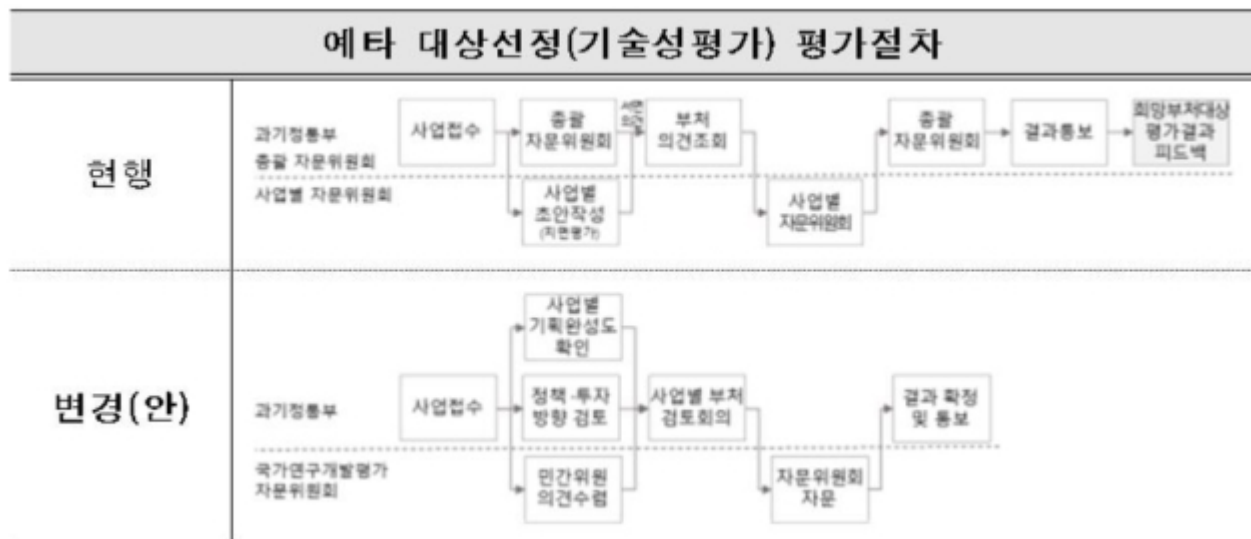 예타 대상선정(기술성평가) 평가절차
현행
과기정통부
총괄 자문위원회
사업별 자문위원회
사업접수
총괄
자문위원회
사업별
초안작성
(서면평가)
부처
의견조회
사업별
자문위원회
총괄
자문위원회
결과통보
희망부처대상
평가결과
피드백
변경(안)
과기정통부
국가연구개발평가
자문위원회
사업접수
사업별
기획완성도
확인
정책·투자
방향 검토
민간위원
의견수렴
사업별 부처
검토회의
자문위원회
자문
결과 확정
및 통보